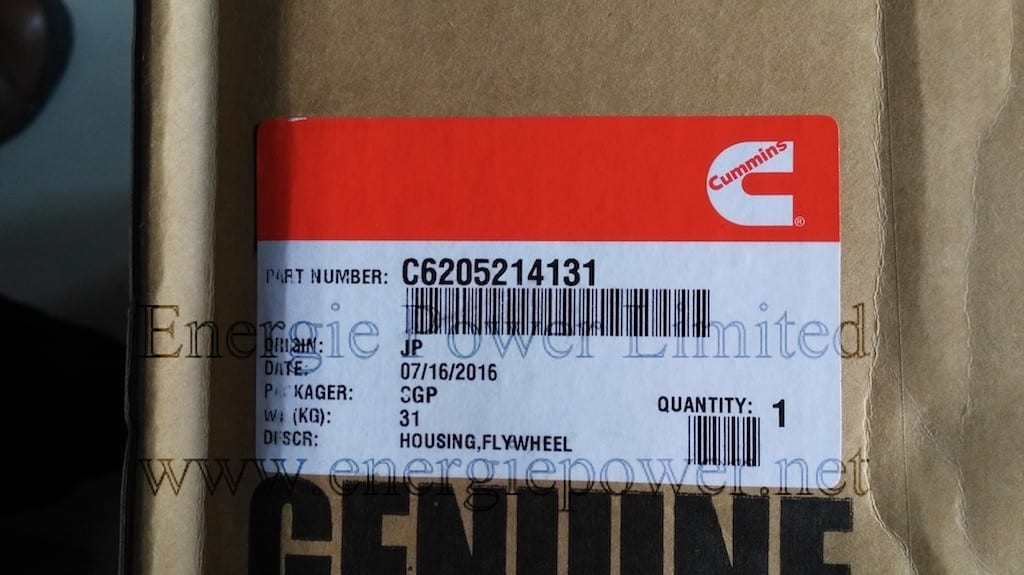 Cummins
®
PART NUMBER: C6205214131
Energie Power Limited
ORIGIN: JP
DATE: 07/16/2016
PACKAGER: SGP
WT (KG): 31
QUANTITY: 1
DESCR: HOUSING,FLYWHEEL
www.energiepower.net
GENUINE